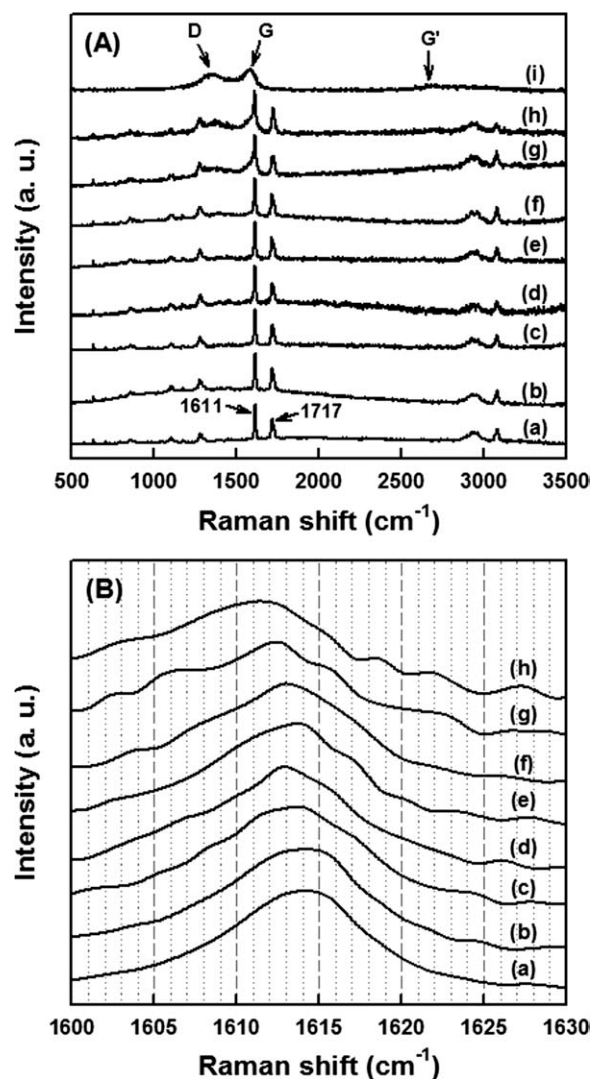 (A)
D
G
G'
(i)
(h)
(g)
(f)
(e)
(d)
(c)
(b)
1611
1717
(a)
Intensity (a. u.)
500 1000 1500 2000 2500 3000 3500
Raman shift (cm-1)
(B)
(h)
(g)
(f)
(e)
(d)
(c)
(b)
(a)
Intensity (a. u.)
1600 1605 1610 1615 1620 1625 1630
Raman shift (cm-1)